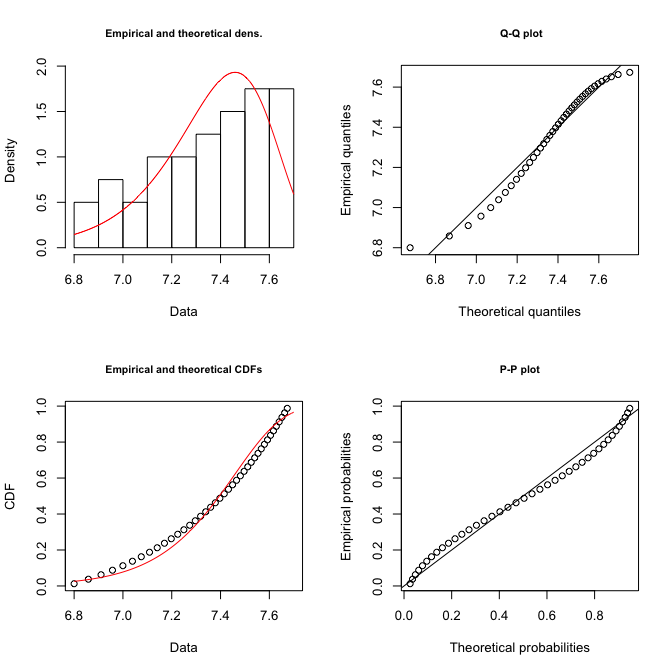 Empirical and theoretical dens.
Density
0.0 0.5 1.0 1.5 2.0
6.8 7.0 7.2 7.4 7.6
Data
Q-Q plot
Empirical quantiles
6.8 7.0 7.2 7.4 7.6
6.8 7.0 7.2 7.4 7.6
Theoretical quantiles
Empirical and theoretical CDFs
CDF
0.0 0.2 0.4 0.6 0.8 1.0
6.8 7.0 7.2 7.4 7.6
Data
P-P plot
Empirical probabilities
0.0 0.2 0.4 0.6 0.8 1.0
0.0 0.2 0.4 0.6 0.8
Theoretical probabilities